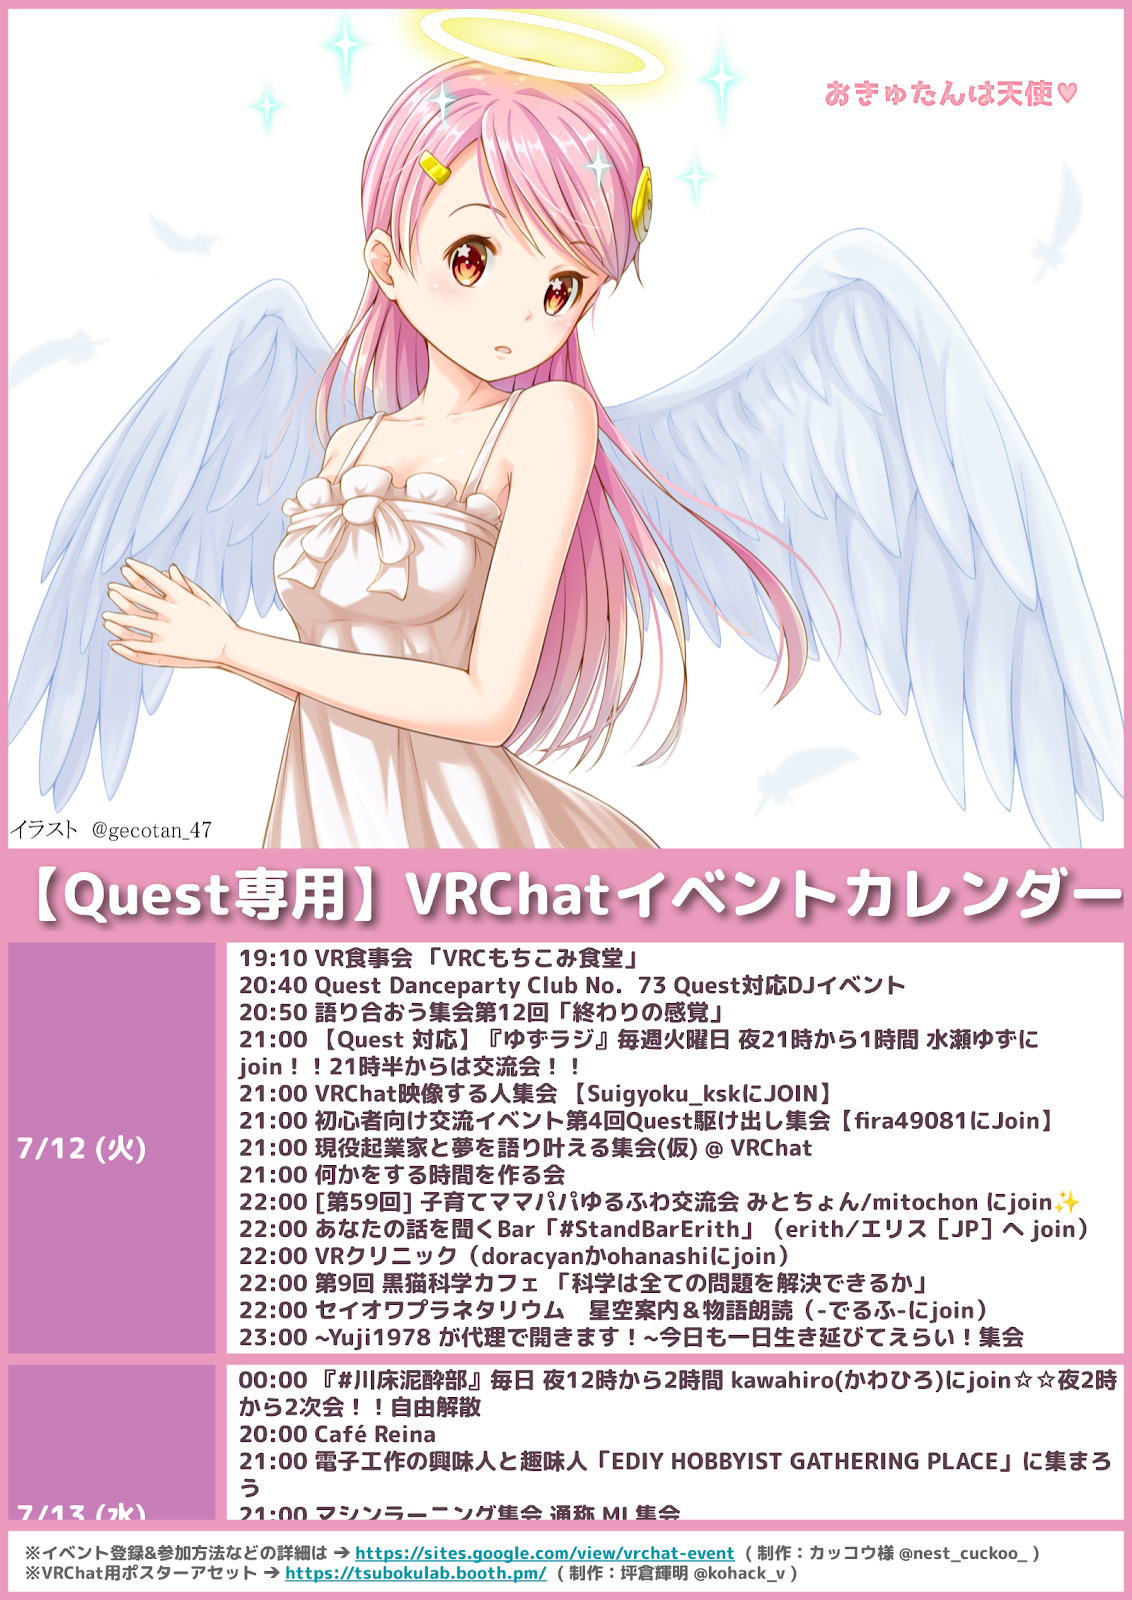 おきゅたんは天使♥
イラスト @gecotan_47
【Quest専用】VRChatイベントカレンダー
7/12 (火)
19:10 VR食事会 「VRCもちこみ食堂」
20:40 Quest Danceparty Club No．73 Quest対応DJイベント
20:50 語り合おう集会第12回「終わりの感覚」
21:00 【Quest 対応】『ゆずラジ』毎週火曜日 夜21時から1時間 水瀬ゆずに
join！！21時半からは交流会！！
21:00 VRChat映像する人集会 【Suigyoku_kskにJOIN】
21:00 初心者向け交流イベント第4回Quest駆け出し集会【fira49081にJoin】
21:00 現役起業家と夢を語り叶える集会(仮) @ VRChat
21:00 何かをする時間を作る会
22:00 [第59回] 子育てママパパゆるふわ交流会 みとちょん/mitochon にjoin✨
22:00 あなたの話を聞くBar「#StandBarErith」（erith/エリス［JP］へ join）
22:00 VRクリニック（doracyanかohanashiにjoin）
22:00 第9回 黒猫科学カフェ 「科学は全ての問題を解決できるか」
22:00 セイオワプラネタリウム　星空案内＆物語朗読（-でるふ-にjoin）
23:00 ~Yuji1978 が代理で開きます！~今日も一日生き延びてえらい！集会
7/13 (水)
00:00 『#川床泥酔部』毎日 夜12時から2時間 kawahiro(かわひろ)にjoin☆☆夜2時
から2次会！！自由解散
20:00 Café Reina
21:00 電子工作の興味人と趣味人「EDIY HOBBYIST GATHERING PLACE」に集まろ
う
21:00 マシンラーニング集会 通称 ML集会
※イベント登録&参加方法などの詳細は ➔ https://sites.google.com/view/vrchat-event （ 制作：カッコウ様 @nest_cuckoo_ ）
※VRChat用ポスターアセット ➔ https://tsubokulab.booth.pm/ （ 制作：坪倉輝明 @kohack_v ）